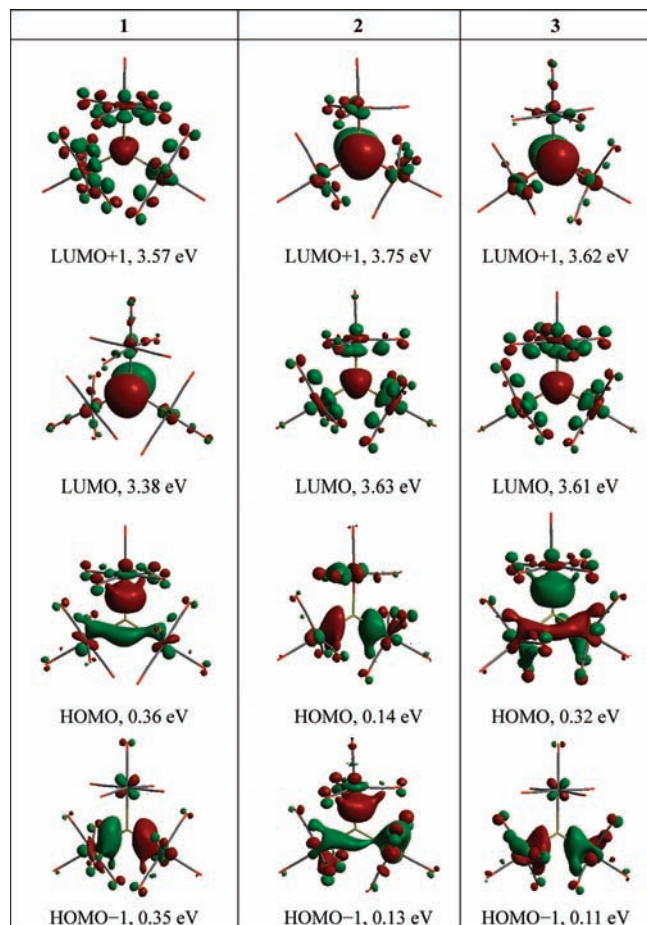 1 2 3
LUMO+1, 3.57 eV LUMO+1, 3.75 eV LUMO+1, 3.62 eV
LUMO, 3.38 eV LUMO, 3.63 eV LUMO, 3.61 eV
HOMO, 0.36 eV HOMO, 0.14 eV HOMO, 0.32 eV
HOMO−1, 0.35 eV HOMO−1, 0.13 eV HOMO−1, 0.11 eV